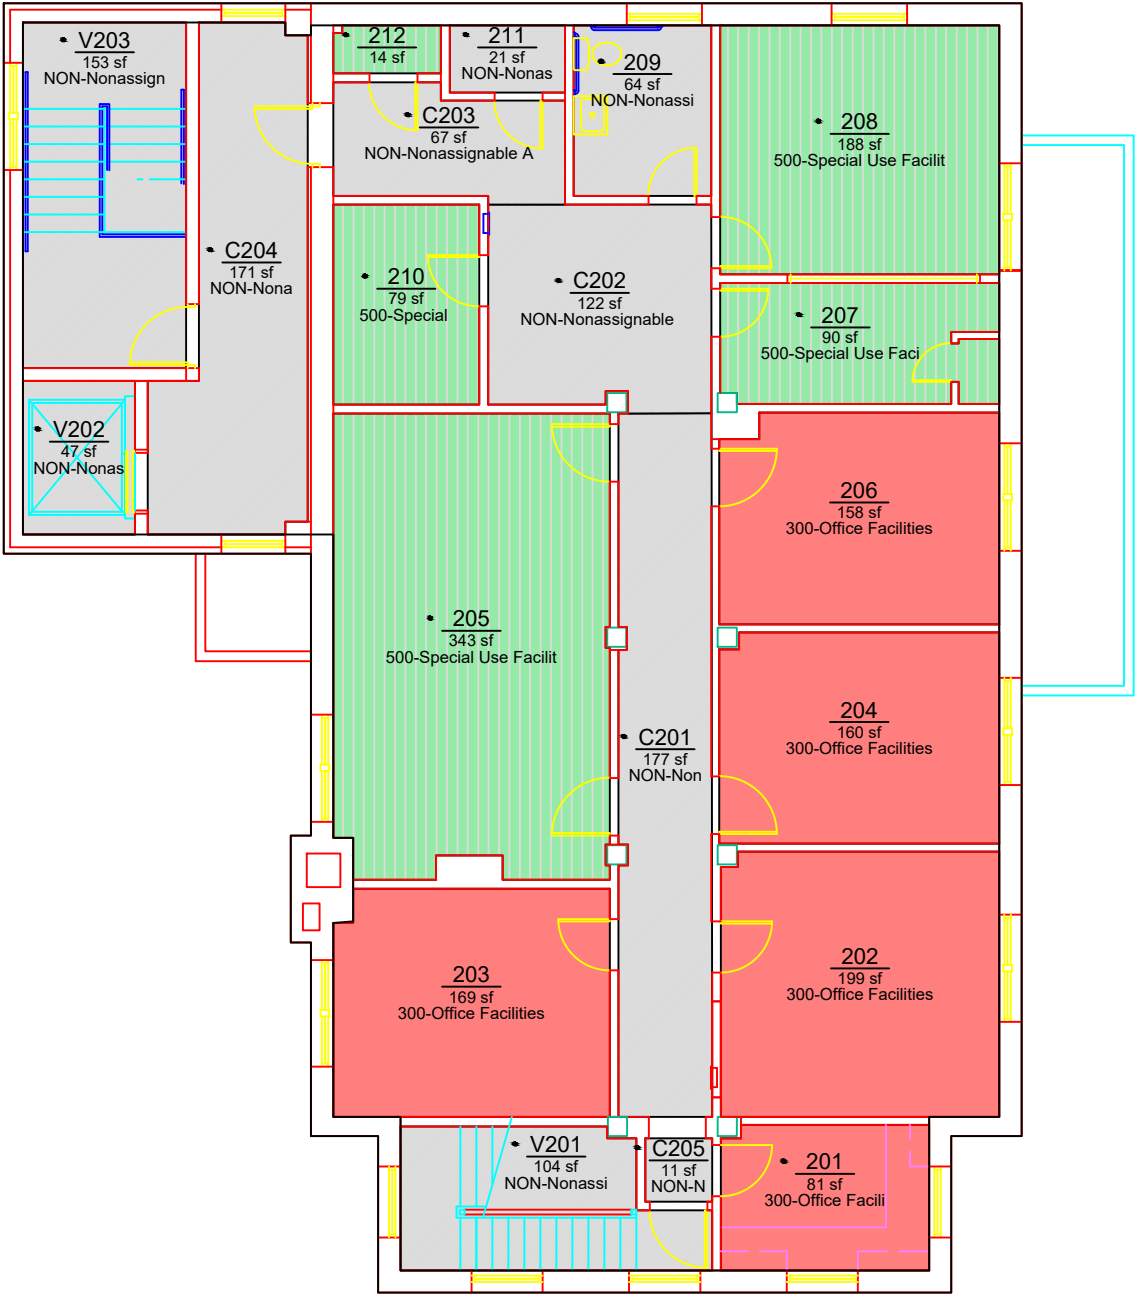 V203
153 sf
NON-Nonassign
212
14 sf
211
21 sf
NON-Nonas
209
64 sf
NON-Nonassi
C203
67 sf
NON-Nonassignable A
208
188 sf
500-Special Use Facilit
C204
171 sf
NON-Nona
210
79 sf
500-Special
C202
122 sf
NON-Nonassignable
207
90 sf
500-Special Use Faci
V202
47 sf
NON-Nonas
206
158 sf
300-Office Facilities
205
343 sf
500-Special Use Facilit
204
160 sf
300-Office Facilities
C201
177 sf
NON-Non
203
169 sf
300-Office Facilities
202
199 sf
300-Office Facilities
V201
104 sf
NON-Nonassi
C205
11 sf
NON-N
201
81 sf
300-Office Facili